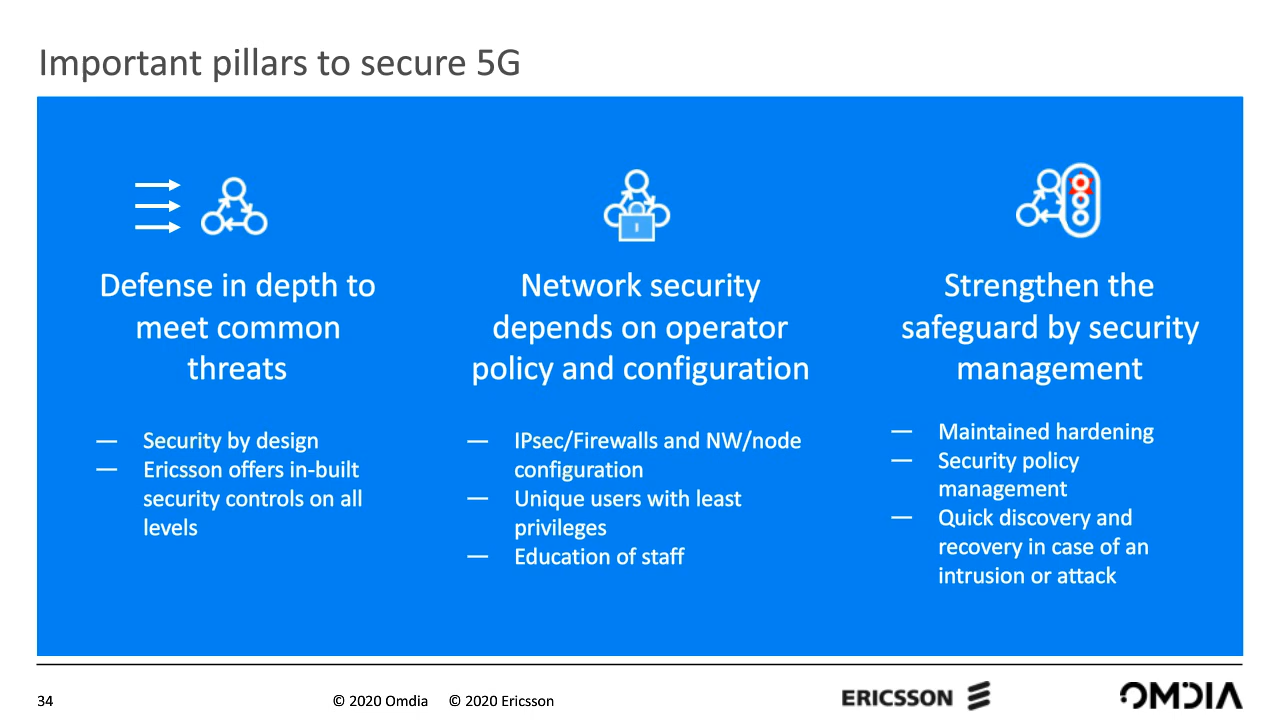 Important pillars to secure 5G
Defense in depth to
meet common
threats
— Security by design
— Ericsson offers in-built
security controls on all
levels
Network security
depends on operator
policy and configuration
— IPsec/Firewalls and NW/node
configuration
— Unique users with least
privileges
— Education of staff
Strengthen the
safeguard by security
management
— Maintained hardening
— Security policy
management
— Quick discovery and
recovery in case of an
intrusion or attack
34
© 2020 Omdia © 2020 Ericsson
ERICSSON
OMDIA